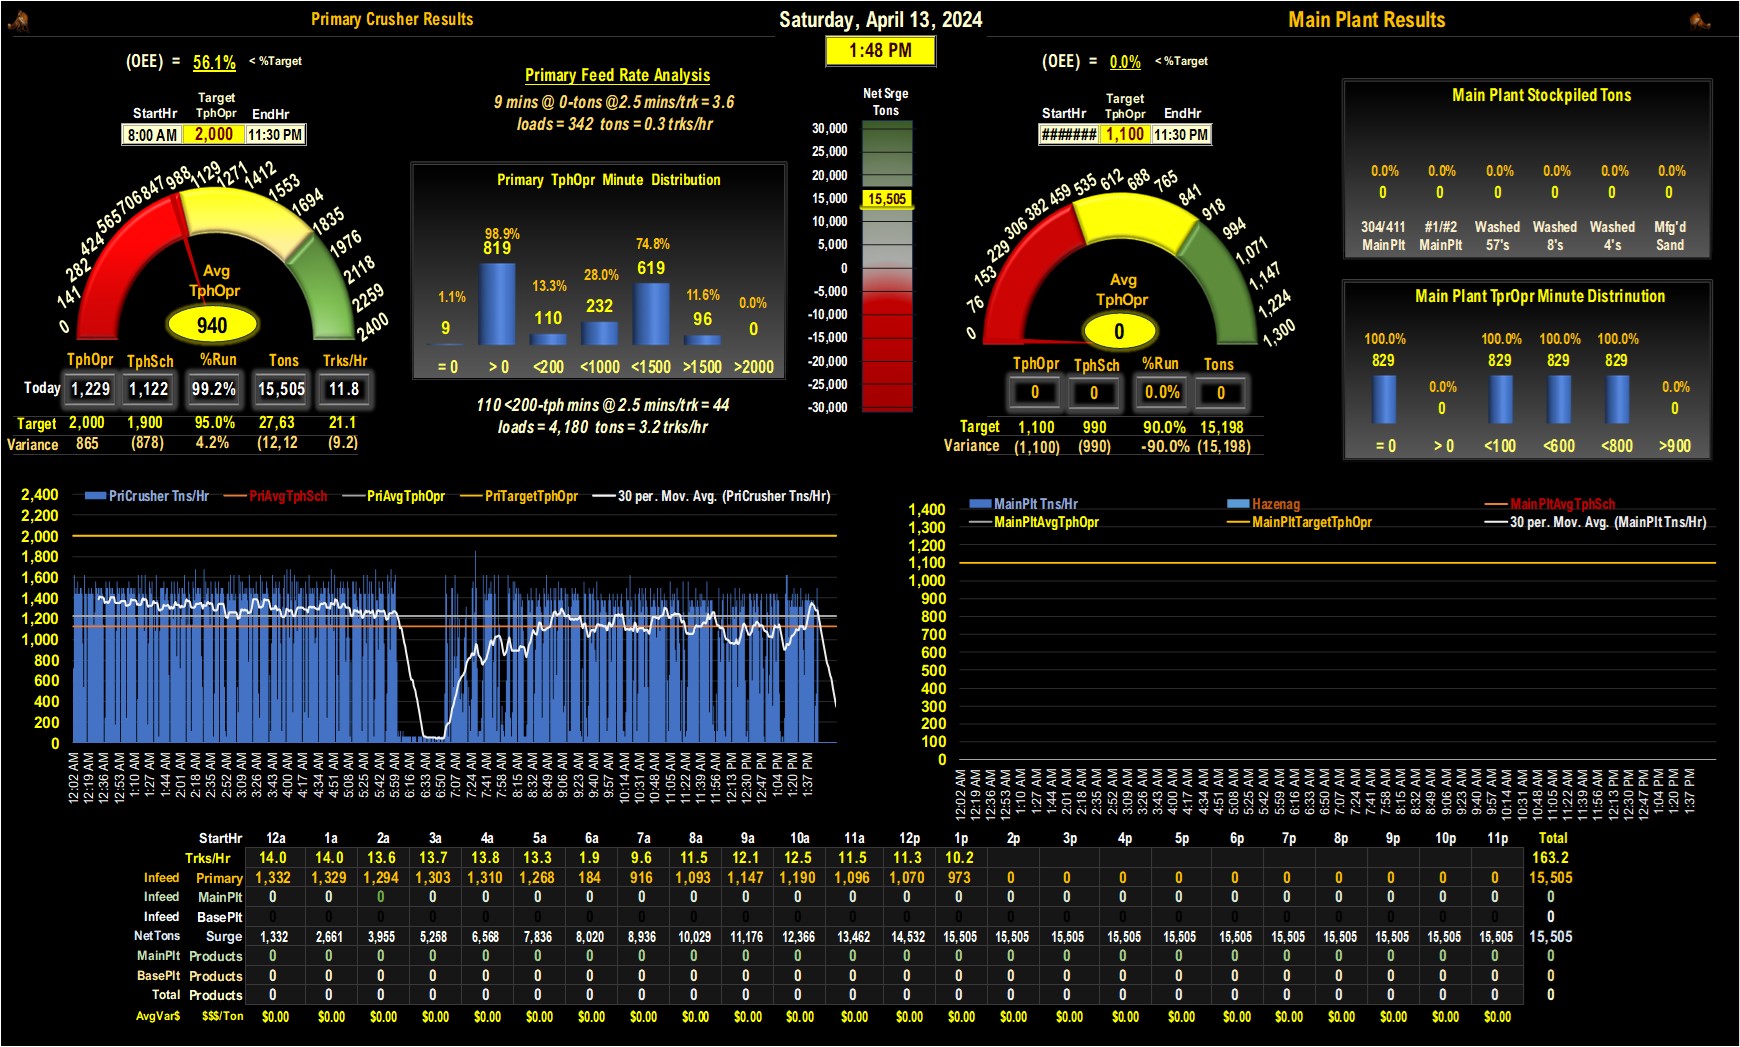 Primary Crusher Results
Saturday, April 13, 2024
Main Plant Results
1:48 PM
(OEE) = 56.1% < %Target
Target
StartHr TphOpr EndHr
8:00 AM 2,000 11:30 PM
0 141 282 424 565 706 847 988 1129 1271 1412 1553 1694 1835 1976 2118 2259 2400
Avg
TphOpr
940
TphOpr TphSch %Run Tons Trks/Hr
Today 1,229 1,122 99.2% 15,505 11.8
Target 2,000 1,900 95.0% 27,63 21.1
Variance 865 (878) 4.2% (12,12 (9.2)
Primary Feed Rate Analysis
9 mins @ 0-tons @2.5 mins/trk = 3.6
loads = 342 tons = 0.3 trks/hr
Primary TphOpr Minute Distribution
1.1% 98.9% 13.3% 28.0% 74.8% 11.6% 0.0%
9 819 110 232 619 96 0
= 0 > 0 <200 <1000 <1500 >1500 >2000
110 <200-tph mins @ 2.5 mins/trk = 44
loads = 4,180 tons = 3.2 trks/hr
Net Srge
Tons
30,000
25,000
20,000
15,000
10,000
5,000
0
-5,000
-10,000
-15,000
-20,000
-25,000
-30,000
15,505
(OEE) = 0.0% < %Target
Target
StartHr TphOpr EndHr
####### 1,100 11:30 PM
0 76 153 229 306 382 459 535 612 688 765 841 918 994 1,071 1,147 1,224 1,300
Avg
TphOpr
0
TphOpr TphSch %Run Tons
0 0 0.0% 0
Target 1,100 990 90.0% 15,198
Variance (1,100) (990) -90.0% (15,198)
Main Plant Stockpiled Tons
0.0% 0.0% 0.0% 0.0% 0.0% 0.0%
0 0 0 0 0 0
304/411 #1/#2 Washed Washed Washed Mfg'd
MainPlt MainPlt 57's 8's 4's Sand
Main Plant TprOpr Minute Distrinution
100.0% 0.0% 100.0% 100.0% 100.0% 0.0%
829 0 829 829 829 0
= 0 > 0 <100 <600 <800 >900
PriCrusher Tns/Hr PriAvgTphSch PriAvgTphOpr PriTargetTphOpr 30 per. Mov. Avg. (PriCrusher Tns/Hr)
2,400
2,200
2,000
1,800
1,600
1,400
1,200
1,000
800
600
400
200
0
12:02 AM 12:19 AM 12:36 AM 12:53 AM 1:10 AM 1:27 AM 1:44 AM 2:01 AM 2:18 AM 2:35 AM 2:52 AM 3:09 AM 3:26 AM 3:43 AM 4:00 AM 4:17 AM 4:34 AM 4:51 AM 5:08 AM 5:25 AM 5:42 AM 5:59 AM 6:16 AM 6:33 AM 6:50 AM 7:07 AM 7:24 AM 7:41 AM 7:58 AM 8:15 AM 8:32 AM 8:49 AM 9:06 AM 9:23 AM 9:40 AM 9:57 AM 10:14 AM 10:31 AM 10:48 AM 11:05 AM 11:22 AM 11:39 AM 11:56 AM 12:13 PM 12:30 PM 12:47 PM 1:04 PM 1:20 PM 1:37 PM
MainPlt Tns/Hr Hazenag MainPltAvgTphSch
MainPltAvgTphOpr MainPltTargetTphOpr 30 per. Mov. Avg. (MainPlt Tns/Hr)
1,400
1,300
1,200
1,100
1,000
900
800
700
600
500
400
300
200
100
0
12:02 AM 12:19 AM 12:36 AM 12:53 AM 1:10 AM 1:27 AM 1:44 AM 2:01 AM 2:18 AM 2:35 AM 2:52 AM 3:09 AM 3:26 AM 3:43 AM 4:00 AM 4:17 AM 4:34 AM 4:51 AM 5:08 AM 5:25 AM 5:42 AM 5:59 AM 6:16 AM 6:33 AM 6:50 AM 7:07 AM 7:24 AM 7:41 AM 7:58 AM 8:15 AM 8:32 AM 8:49 AM 9:06 AM 9:23 AM 9:40 AM 9:57 AM 10:14 AM 10:31 AM 10:48 AM 11:05 AM 11:22 AM 11:39 AM 11:56 AM 12:13 PM 12:30 PM 12:47 PM 1:04 PM 1:20 PM 1:37 PM
StartHr 12a 1a 2a 3a 4a 5a 6a 7a 8a 9a 10a 11a 12p 1p 2p 3p 4p 5p 6p 7p 8p 9p 10p 11p Total
Trks/Hr 14.0 14.0 13.6 13.7 13.8 13.3 1.9 9.6 11.5 12.1 12.5 11.5 11.3 10.2 163.2
Infeed Primary 1,332 1,329 1,294 1,303 1,310 1,268 184 916 1,093 1,147 1,190 1,096 1,070 973 0 0 0 0 0 0 0 0 0 0 15,505
Infeed MainPlt 0 0 0 0 0 0 0 0 0 0 0 0 0 0 0 0 0 0 0 0 0 0 0 0 0
Infeed BasePlt 0 0 0 0 0 0 0 0 0 0 0 0 0 0 0 0 0 0 0 0 0 0 0 0 0
NetTons Surge 1,332 2,661 3,955 5,258 6,568 7,836 8,020 8,936 10,029 11,176 12,366 13,462 14,532 15,505 15,505 15,505 15,505 15,505 15,505 15,505 15,505 15,505 15,505 15,505 15,505
MainPlt Products 0 0 0 0 0 0 0 0 0 0 0 0 0 0 0 0 0 0 0 0 0 0 0 0 0
BasePlt Products 0 0 0 0 0 0 0 0 0 0 0 0 0 0 0 0 0 0 0 0 0 0 0 0 0
Total Products 0 0 0 0 0 0 0 0 0 0 0 0 0 0 0 0 0 0 0 0 0 0 0 0 0
AvgVar$ $$$/Ton $0.00 $0.00 $0.00 $0.00 $0.00 $0.00 $0.00 $0.00 $0.00 $0.00 $0.00 $0.00 $0.00 $0.00 $0.00 $0.00 $0.00 $0.00 $0.00 $0.00 $0.00 $0.00 $0.00 $0.00